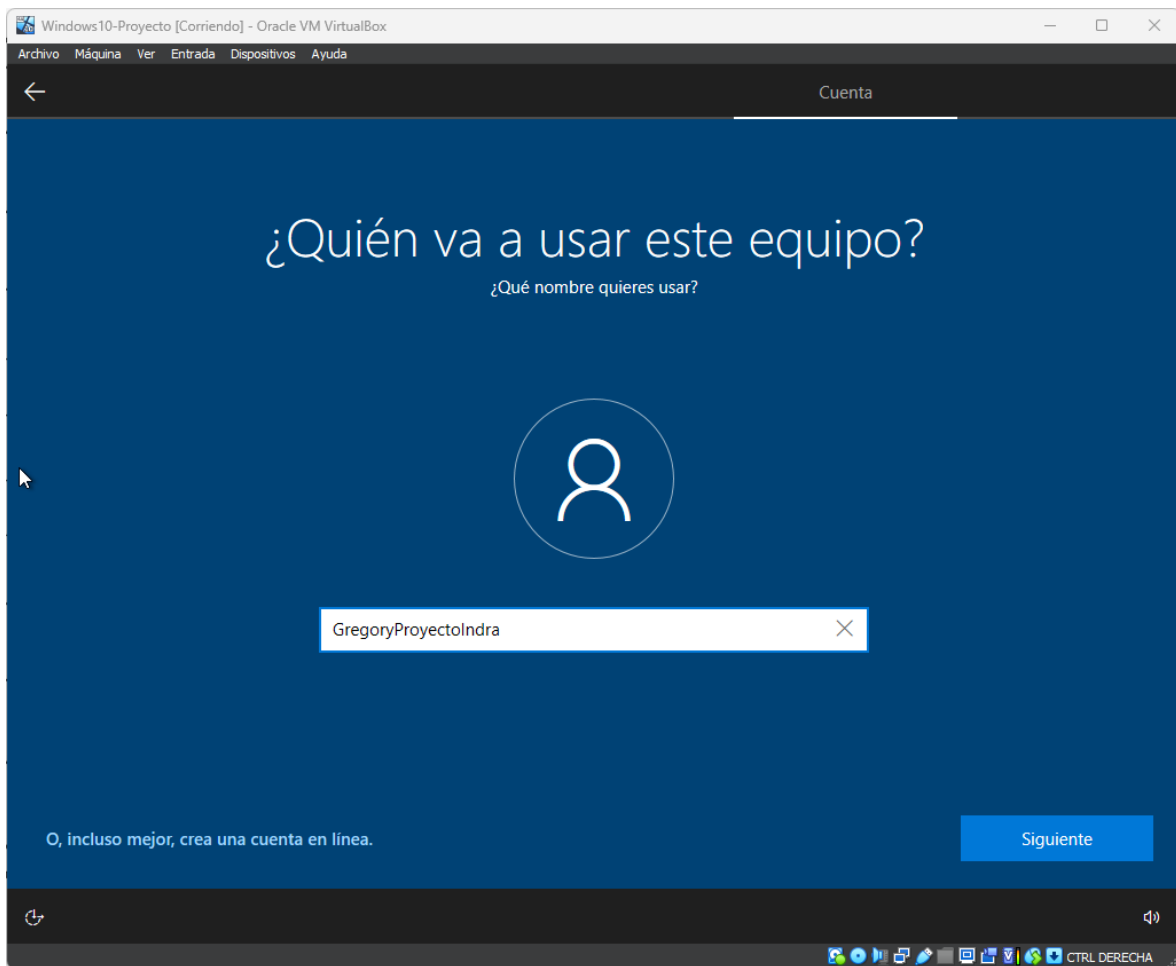 Windows10-Proyecto [Corriendo] - Oracle VM VirtualBox
Archivo Máquina Ver Entrada Dispositivos Ayuda
Cuenta
¿Quién va a usar este equipo?
¿Qué nombre quieres usar?
GregoryProyectoIndra
O, incluso mejor, crea una cuenta en línea.
Siguiente
CTRL DERECHA